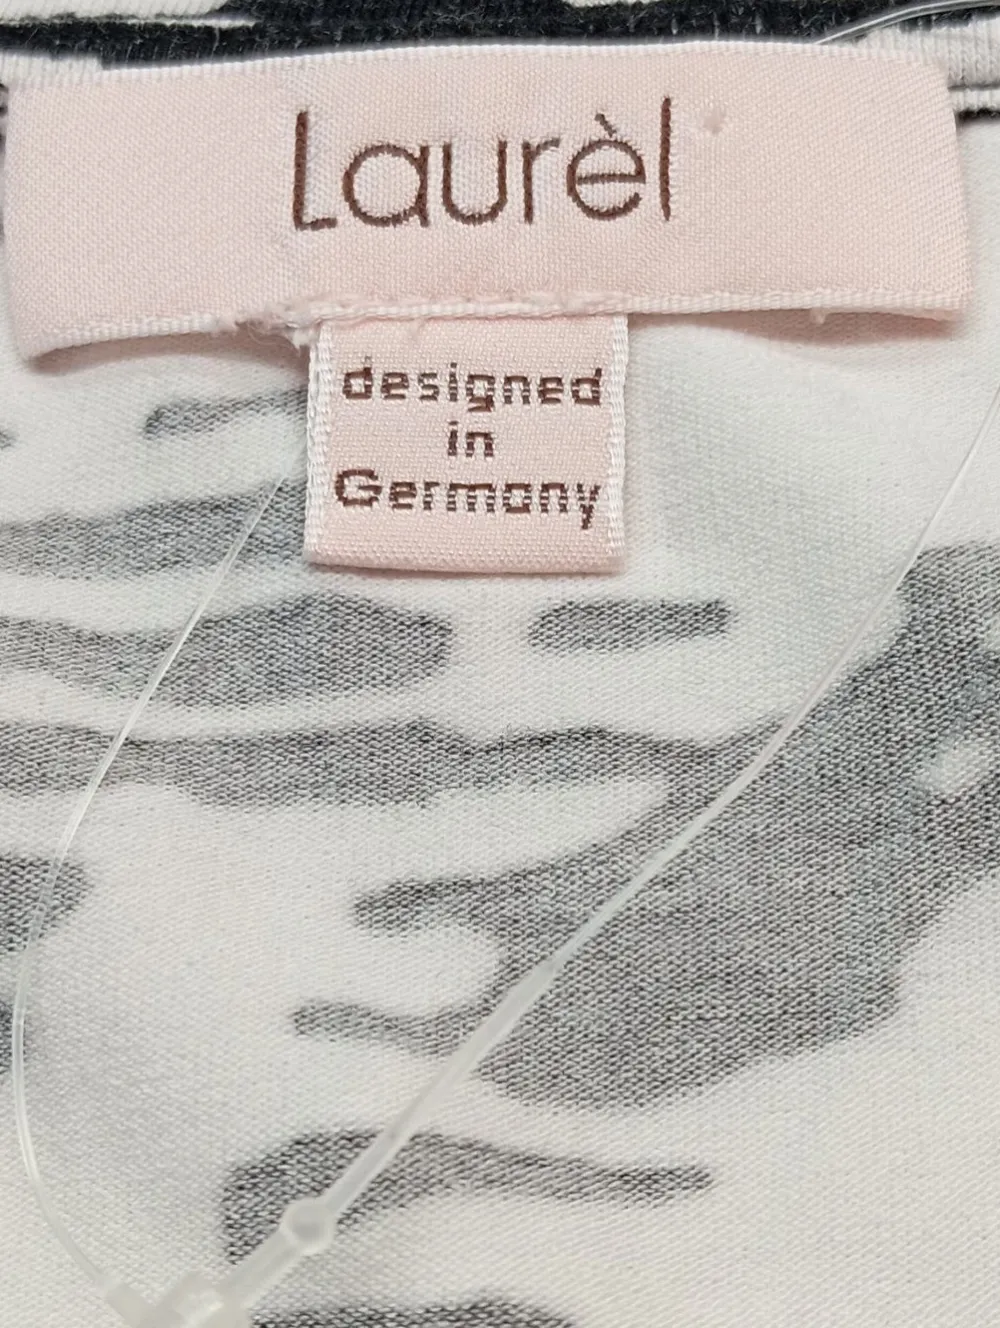 Laurèl
designed
in
Germany